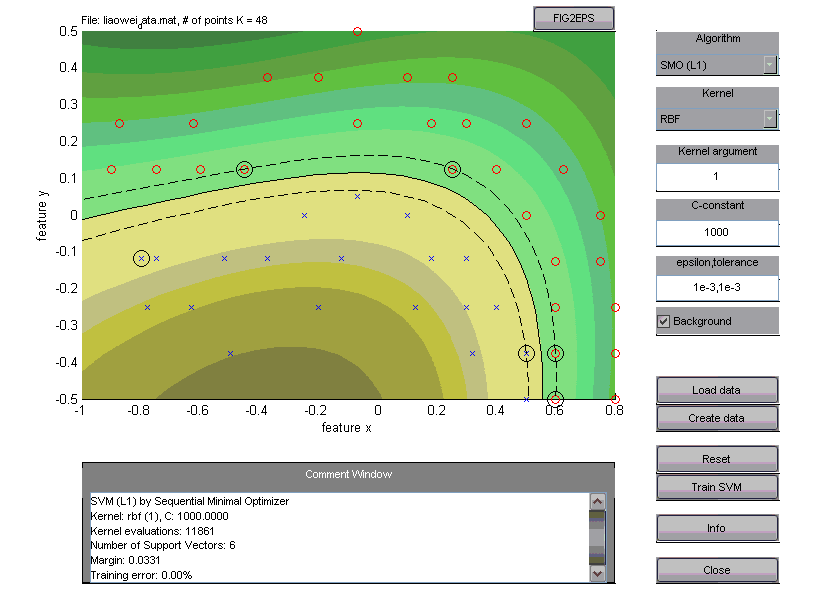 File: liaowei_data.mat, # of points K = 48
FIG2EPS
0.5
0.4
0.3
0.2
0.1
0
-0.1
-0.2
-0.3
-0.4
-0.5
feature y
-1
-0.8
-0.6
-0.4
-0.2
0
0.2
0.4
0.6
0.8
feature x
Algorithm
SMO (L1)
Kernel
RBF
Kernel argument
1
C-constant
1000
epsilon,tolerance
1e-3,1e-3
Background
Load data
Create data
Reset
Train SVM
Info
Close
Comment Window
SVM (L1) by Sequential Minimal Optimizer
Kernel: rbf (1), C: 1000.0000
Kernel evaluations: 11861
Number of Support Vectors: 6
Margin: 0.0331
Training error: 0.00%